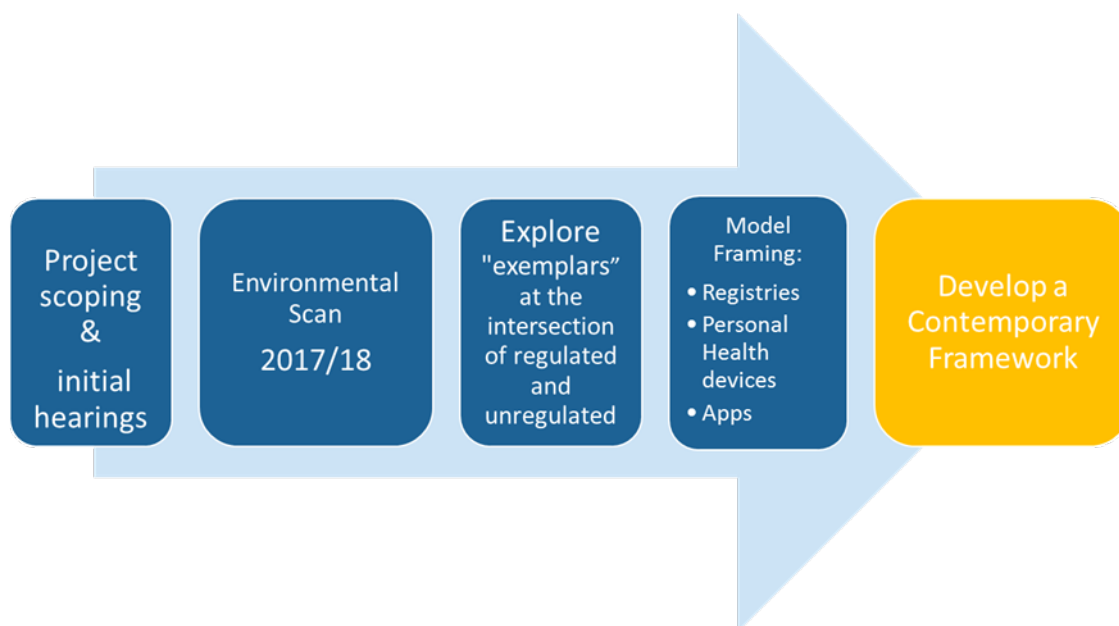 Project
scoping
&
initial
hearings
Environmental
Scan
2017/18
Explore
"exemplars”
at the
intersection
of regulated
and
unregulated
Model
Framing:
• Registries
• Personal
Health
devices
• Apps
Develop a
Contemporary
Framework